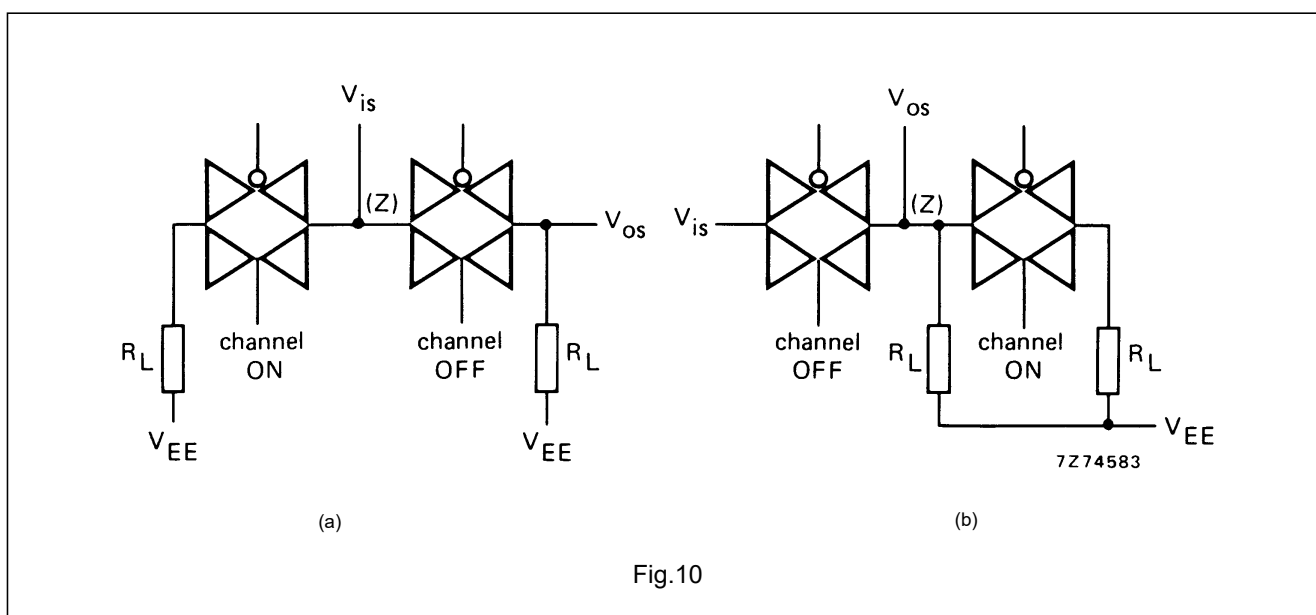 V_is
(Z)
V_os
channel ON
channel OFF
R_L
R_L
V_EE
V_EE
(a)
V_os
V_is
(Z)
channel OFF
R_L
channel ON
R_L
V_EE
7Z74583
(b)
Fig.10